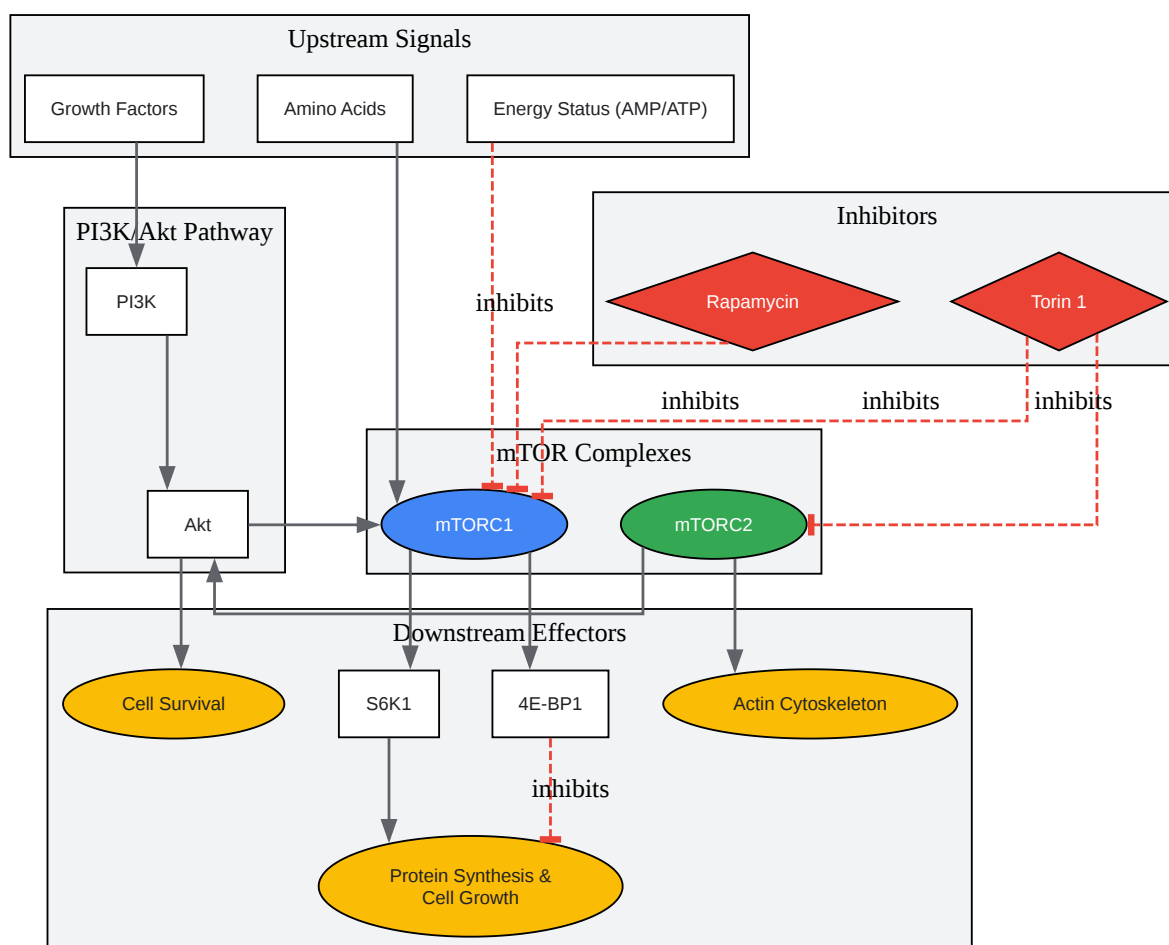 Upstream Signals
Growth Factors
Amino Acids
Energy Status (AMP/ATP)
PI3K/Akt Pathway
Inhibitors
PI3K
inhibits
Rapamycin
Torin 1
inhibits
inhibits
inhibits
mTOR Complexes
Akt
mTORC1
mTORC2
Downstream Effectors
Cell Survival
S6K1
4E-BP1
Actin Cytoskeleton
inhibits
Protein Synthesis &
Cell Growth